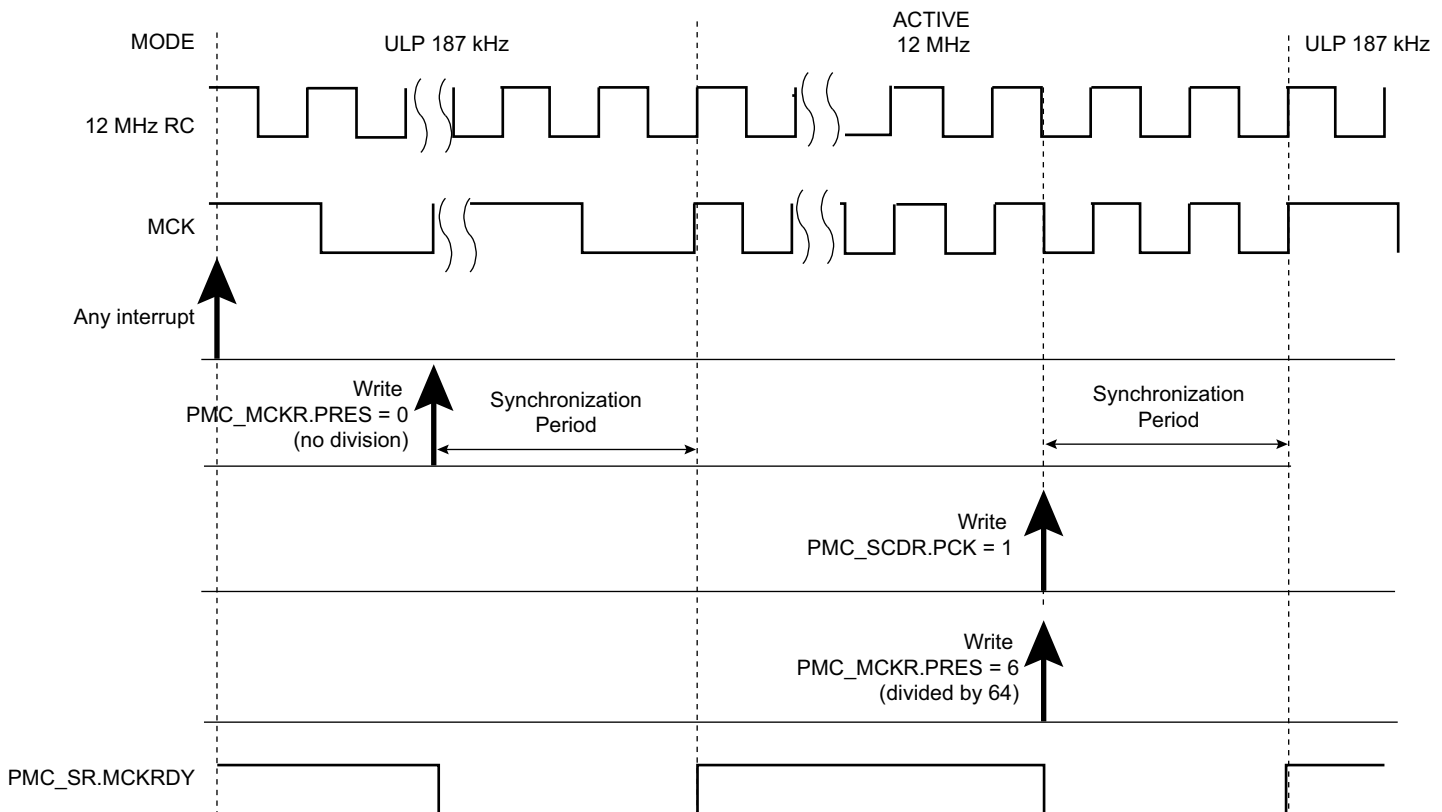 MODE
ULP 187 kHz
ACTIVE
12 MHz
ULP 187 kHz
12 MHz RC
MCK
Any interrupt
Write
PMC_MCKR.PRES = 0
(no division)
Synchronization
Period
Synchronization
Period
Write
PMC_SCDR.PCK = 1
Write
PMC_MCKR.PRES = 6
(divided by 64)
PMC_SR.MCKRDY